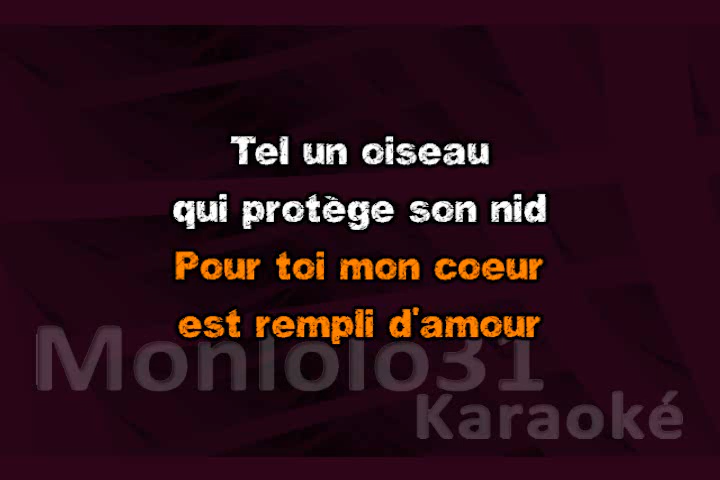 Tel un oiseau
qui protège son nid
Pour toi mon coeur
est rempli d'amour
Monlolo31
Karaoké